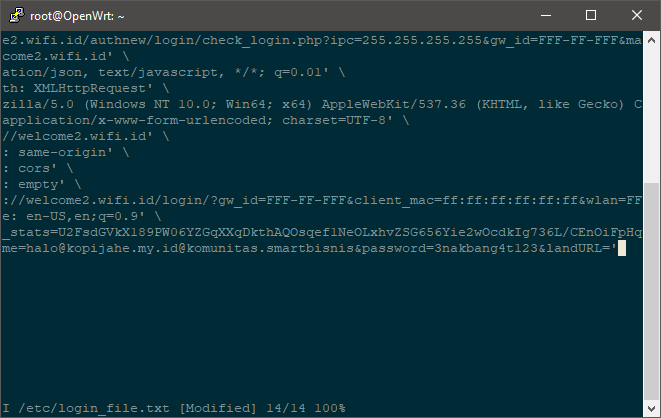 root@OpenWrt: ~
e2.wifi.id/authnew/login/check_login.php?ipc=255.255.255.255&gw_id=FFF-FF-FFF&ma
come2.wifi.id' \
ation/json, text/javascript, */*; q=0.01' \
th: XMLHttpRequest' \
zilla/5.0 (Windows NT 10.0; Win64; x64) AppleWebKit/537.36 (KHTML, like Gecko) C
application/x-www-form-urlencoded; charset=UTF-8' \
//welcome2.wifi.id' \
: same-origin' \
: cors' \
: empty' \
://welcome2.wifi.id/login/?gw_id=FFF-FF-FFF&client_mac=ff:ff:ff:ff:ff:ff&wlan=FF
e: en-US,en;q=0.9' \
_stats=U2FsdGVkX189PW06YZGqXXqDkthAQOsqef1NeOLxhvZSG656Yie2wOcdkIg736L/CEnOiFpHq
me=halo@kopijahe.my.id@komunitas.smartbisnis&password=3nakbang4t123&landURL='
I /etc/login_file.txt [Modified] 14/14 100%